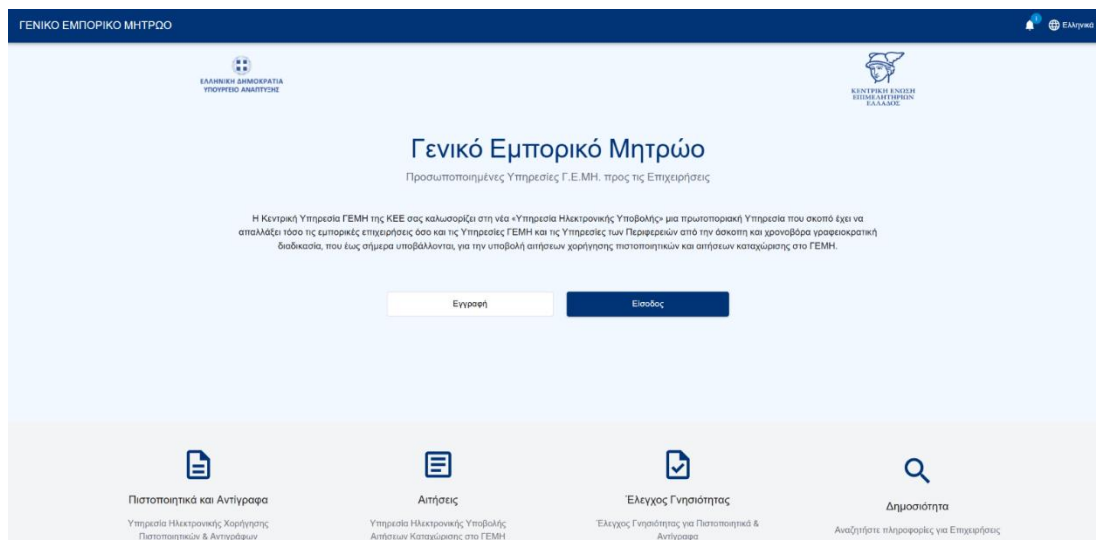 ΓΕΝΙΚΟ ΕΜΠΟΡΙΚΟ ΜΗΤΡΩΟ
1
Ελληνικά
ΕΛΛΗΝΙΚΗ ΔΗΜΟΚΡΑΤΙΑ
ΥΠΟΥΡΓΕΙΟ ΑΝΑΠΤΥΞΗΣ
ΚΕΝΤΡΙΚΗ ΕΝΩΣΗ
ΕΠΙΜΕΛΗΤΗΡΙΩΝ
ΕΛΛΑΔΟΣ
Γενικό Εμπορικό Μητρώο
Προσωποποιημένες Υπηρεσίες Γ.Ε.ΜΗ. προς τις Επιχειρήσεις
Η Κεντρική Υπηρεσία ΓΕΜΗ της ΚΕΕ σας καλωσορίζει στη νέα «Υπηρεσία Ηλεκτρονικής Υποβολής» μια πρωτοποριακή Υπηρεσία που σκοπό έχει να
απαλλάξει τόσο τις εμπορικές επιχειρήσεις όσο και τις Υπηρεσίες ΓΕΜΗ και τις Υπηρεσίες των Περιφερειών από την άσκοπη και χρονοβόρα γραφειοκρατική
διαδικασία, που έως σήμερα υποβάλλονται, για την υποβολή αιτήσεων χορήγησης πιστοποιητικών και αιτήσεων καταχώρισης στο ΓΕΜΗ.
Εγγραφή
Είσοδος
Πιστοποιητικά και Αντίγραφα
Υπηρεσία Ηλεκτρονικής Χορήγησης
Πιστοποιητικών & Αντιγράφων
Αιτήσεις
Υπηρεσία Ηλεκτρονικής Υποβολής
Αιτήσεων Καταχώρισης στο ΓΕΜΗ
Έλεγχος Γνησιότητας
Έλεγχος Γνησιότητας για Πιστοποιητικά &
Αντίγραφα
Δημοσιότητα
Αναζητήστε πληροφορίες για Επιχειρήσεις